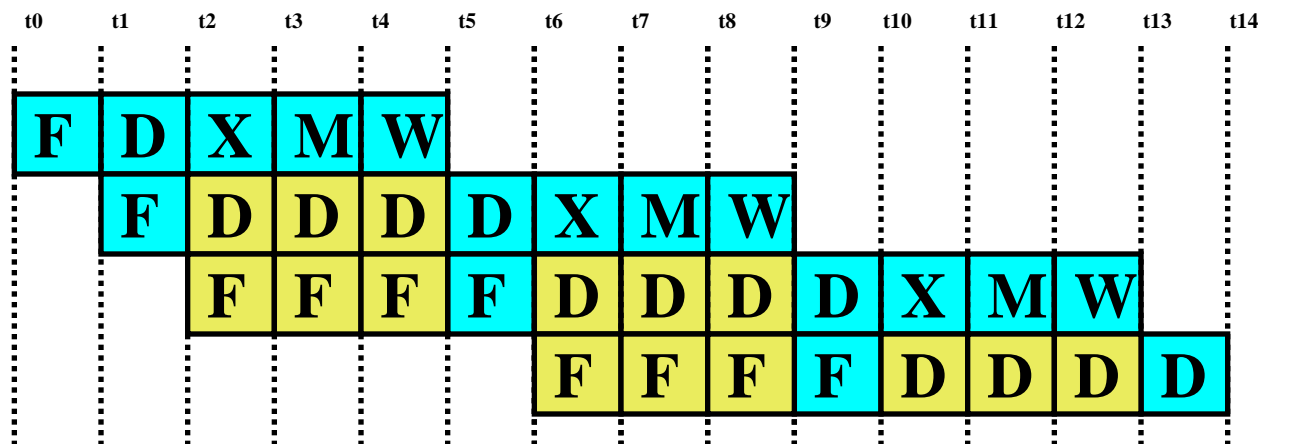 t0 t1 t2 t3 t4 t5 t6 t7 t8 t9 t10 t11 t12 t13 t14
F D X M W
F D D D D X M W
F F F F D D D D X M W
F F F F D D D D